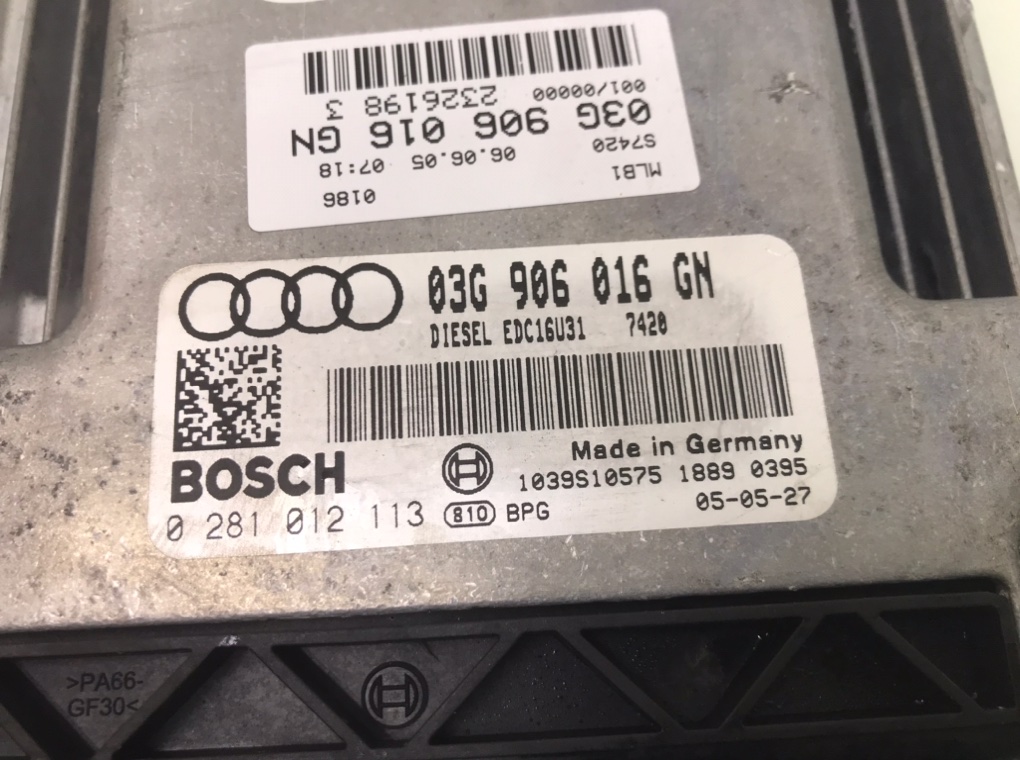 MLB1 0186
S7420 06.06.05 07:18
03G 906 016 GN
001/00000 2326198 3
03G 906 016 GN
DIESEL EDC16U31 7420
BOSCH
Made in Germany
1039S10575 1889 0395
0 281 012 113 810 BPG 05-05-27
>PA66-
GF30<